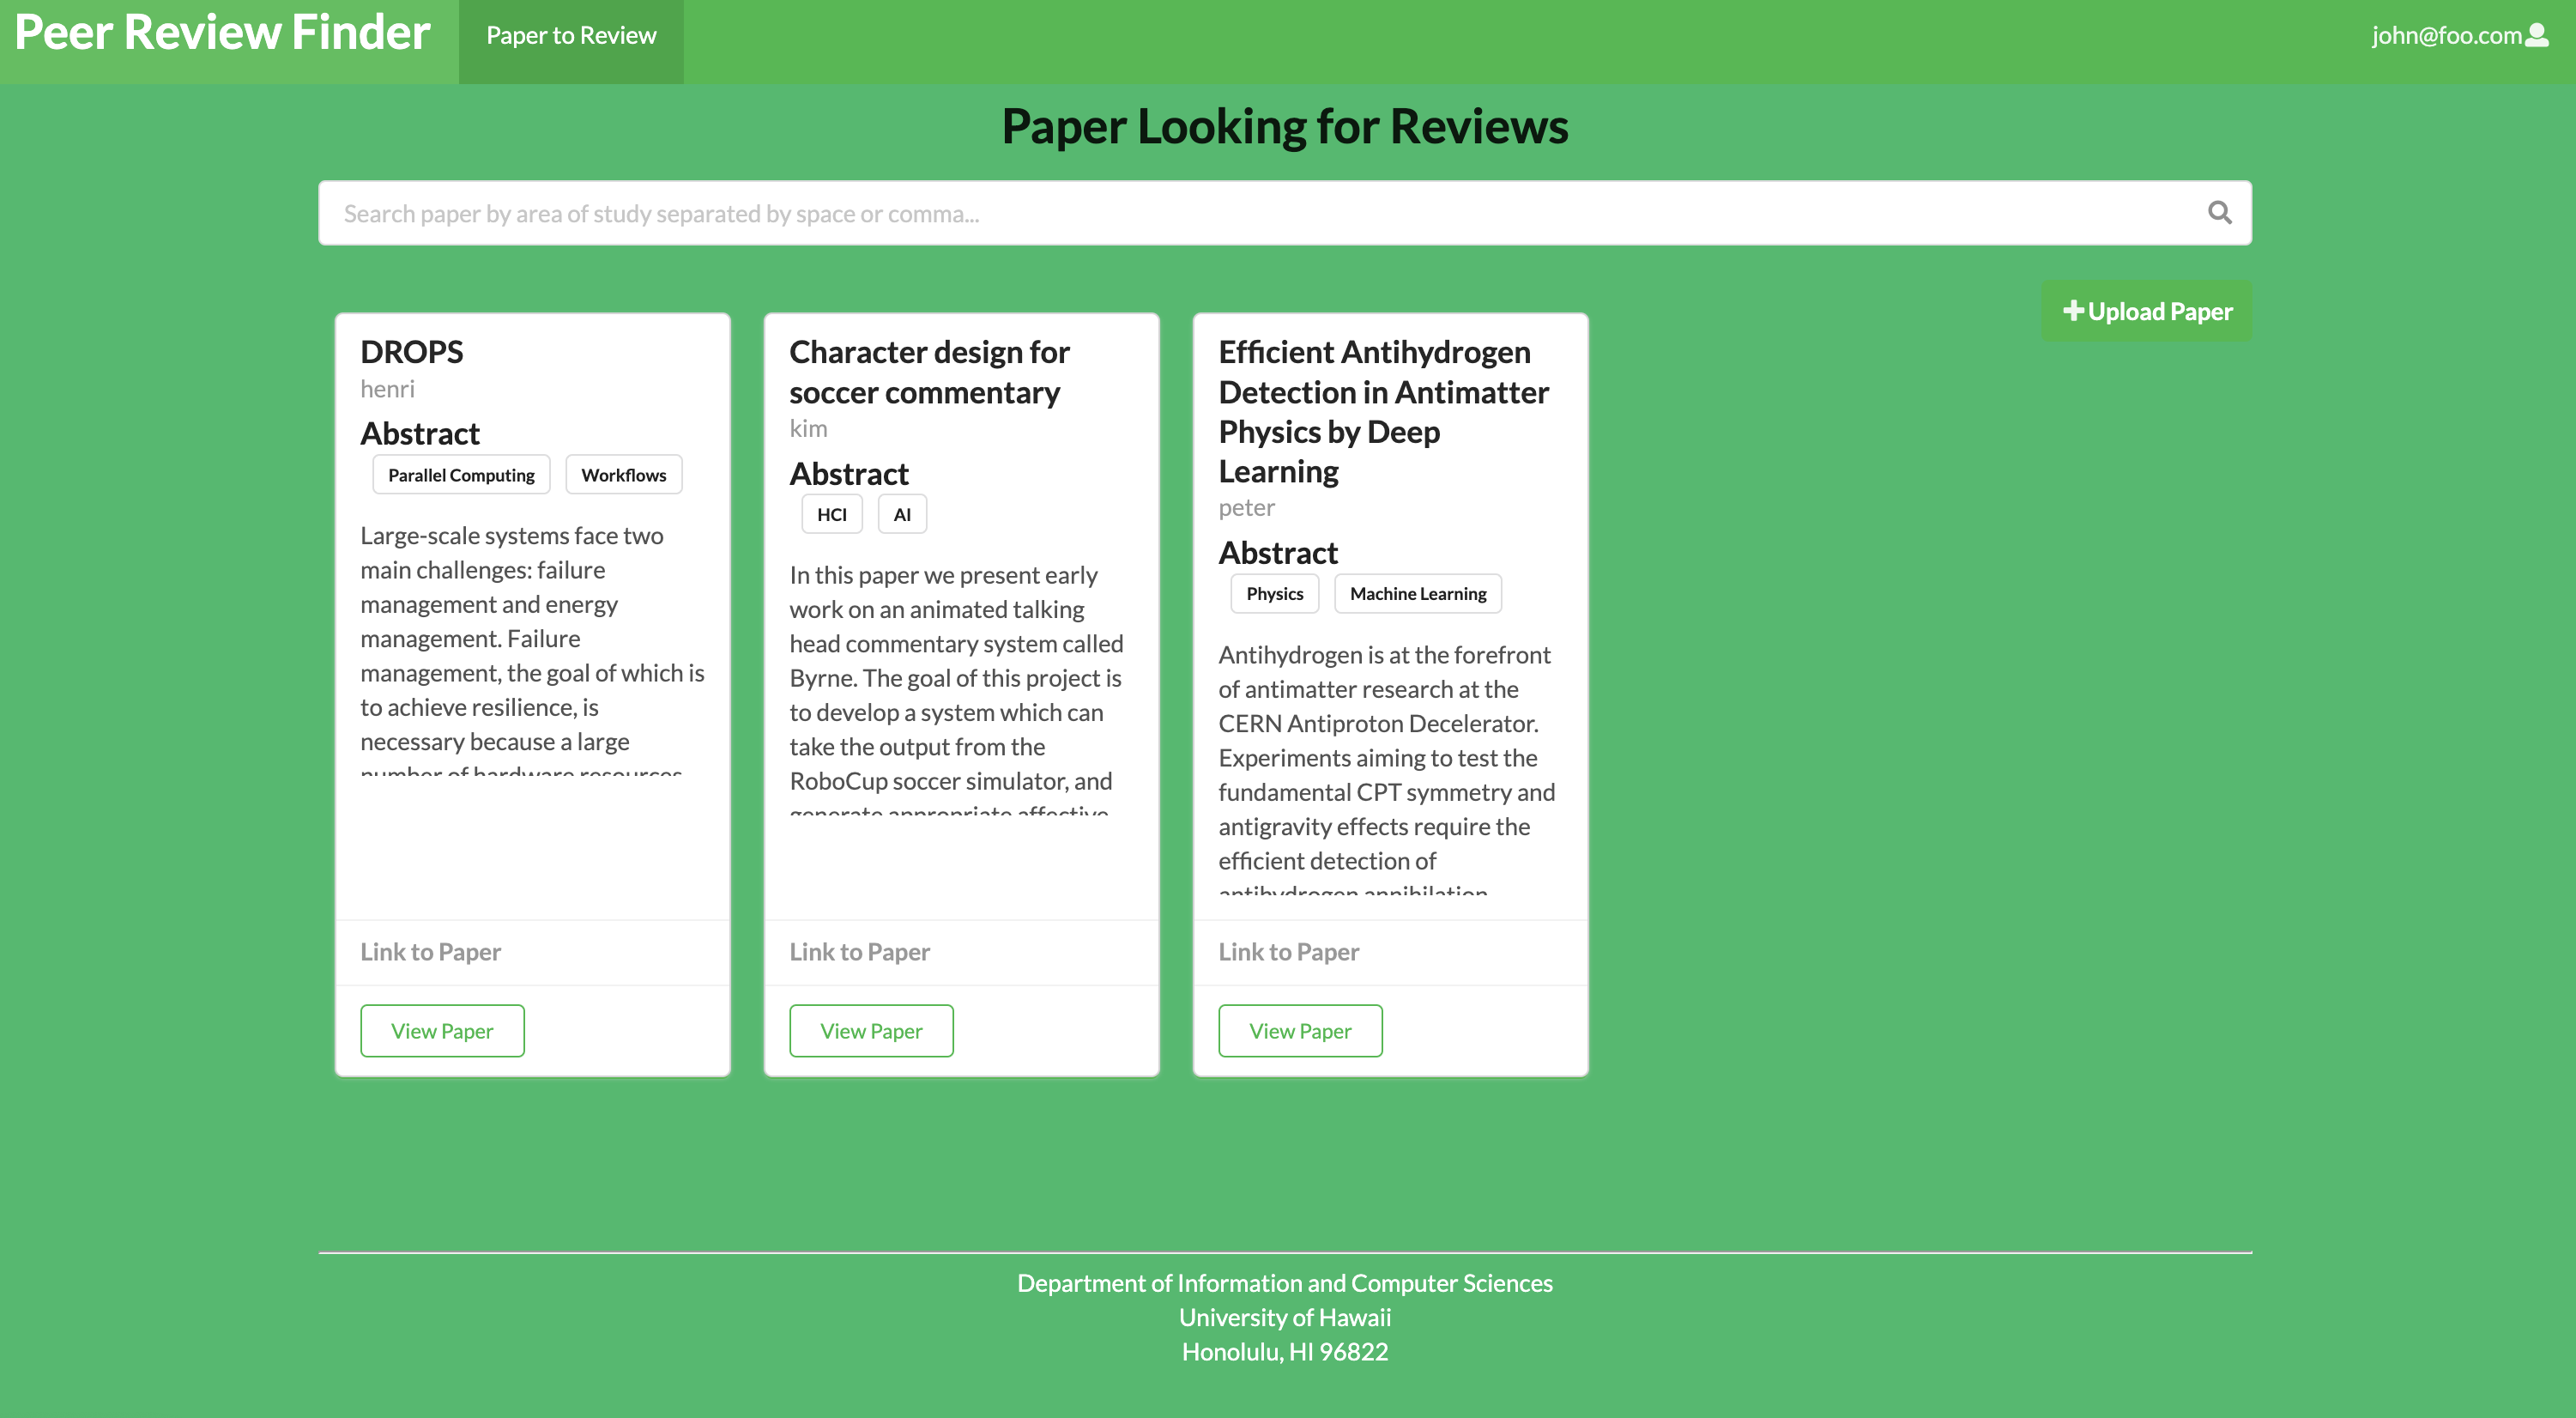 Peer Review Finder
Paper to Review
john@foo.com
Paper Looking for Reviews
Search paper by area of study separated by space or comma...
Upload Paper
DROPS
henri
Abstract
Parallel Computing
Workflows
Large-scale systems face two
main challenges: failure
management and energy
management. Failure
management, the goal of which is
to achieve resilience, is
necessary because a large
number of hardware resources
Link to Paper
View Paper
Character design for
soccer commentary
kim
Abstract
HCI
AI
In this paper we present early
work on an animated talking
head commentary system called
Byrne. The goal of this project is
to develop a system which can
take the output from the
RoboCup soccer simulator, and
generate appropriate affective
Link to Paper
View Paper
Efficient Antihydrogen
Detection in Antimatter
Physics by Deep
Learning
peter
Abstract
Physics
Machine Learning
Antihydrogen is at the forefront
of antimatter research at the
CERN Antiproton Decelerator.
Experiments aiming to test the
fundamental CPT symmetry and
antigravity effects require the
efficient detection of
antihydrogen annihilation
Link to Paper
View Paper
Department of Information and Computer Sciences
University of Hawaii
Honolulu, HI 96822